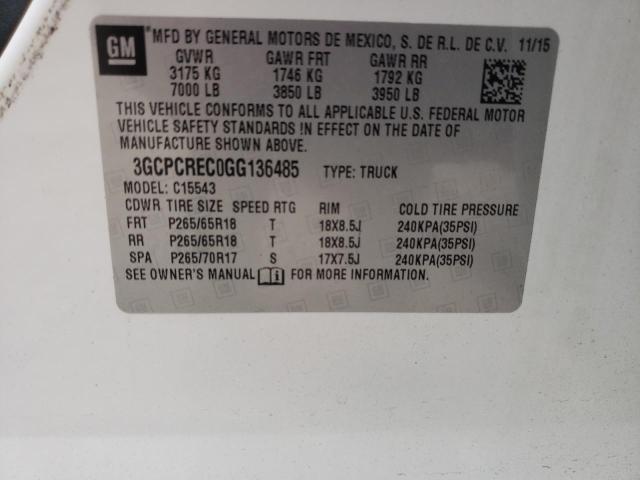 GM
MFD BY GENERAL MOTORS DE MEXICO, S. DE R.L. DE C.V. 11/15
GVWR GAWR FRT GAWR RR
3175 KG 1746 KG 1792 KG
7000 LB 3850 LB 3950 LB
THIS VEHICLE CONFORMS TO ALL APPLICABLE U.S. FEDERAL MOTOR
VEHICLE SAFETY STANDARDS IN EFFECT ON THE DATE OF
MANUFACTURE SHOWN ABOVE.
3GCPCREC0GG136485 TYPE: TRUCK
MODEL: C15543
CDWR TIRE SIZE SPEED RTG RIM COLD TIRE PRESSURE
FRT P265/65R18 T 18X8.5J 240KPA(35PSI)
RR P265/65R18 T 18X8.5J 240KPA(35PSI)
SPA P265/70R17 S 17X7.5J 240KPA(35PSI)
SEE OWNER'S MANUAL FOR MORE INFORMATION.